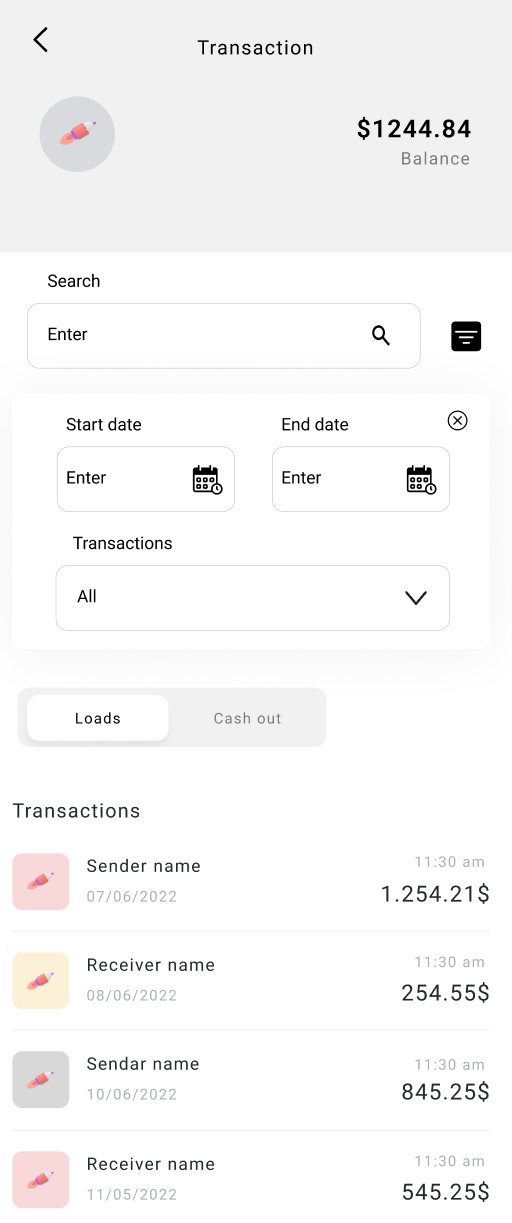 Transaction
$1244.84
Balance
Search
Enter
Start date
End date
Enter
Enter
Transactions
All
Loads
Cash out
Transactions
Sender name
11:30 am
07/06/2022
1.254.21$
Receiver name
11:30 am
08/06/2022
254.55$
Sendar name
11:30 am
10/06/2022
845.25$
Receiver name
11:30 am
11/05/2022
545.25$